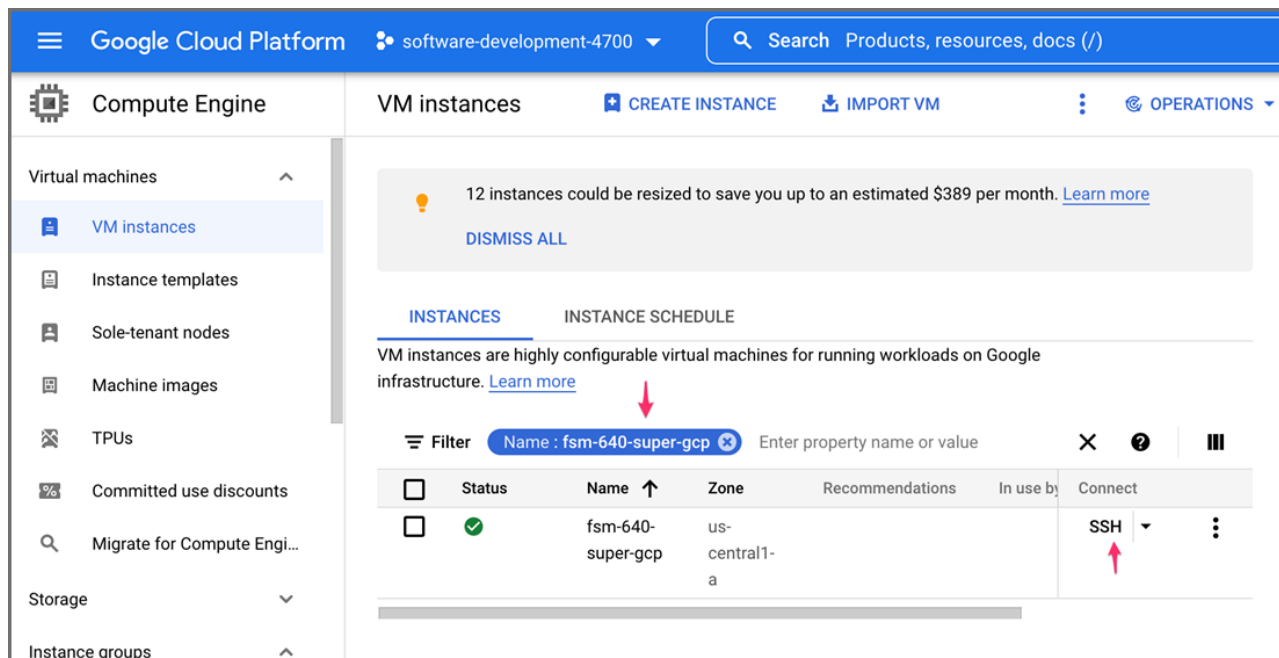 Google Cloud Platform software-development-4700 Search Products, resources, docs (/)
Compute Engine
VM instances CREATE INSTANCE IMPORT VM OPERATIONS
Virtual machines
VM instances
Instance templates
Sole-tenant nodes
Machine images
TPUs
Committed use discounts
Migrate for Compute Engi...
Storage
Instance groups
12 instances could be resized to save you up to an estimated $389 per month. Learn more
DISMISS ALL
INSTANCES INSTANCE SCHEDULE
VM instances are highly configurable virtual machines for running workloads on Google
infrastructure. Learn more
Filter Name : fsm-640-super-gcp Enter property name or value
Status Name Zone Recommendations In use by Connect
fsm-640- us- SSH
super-gcp central1-
a